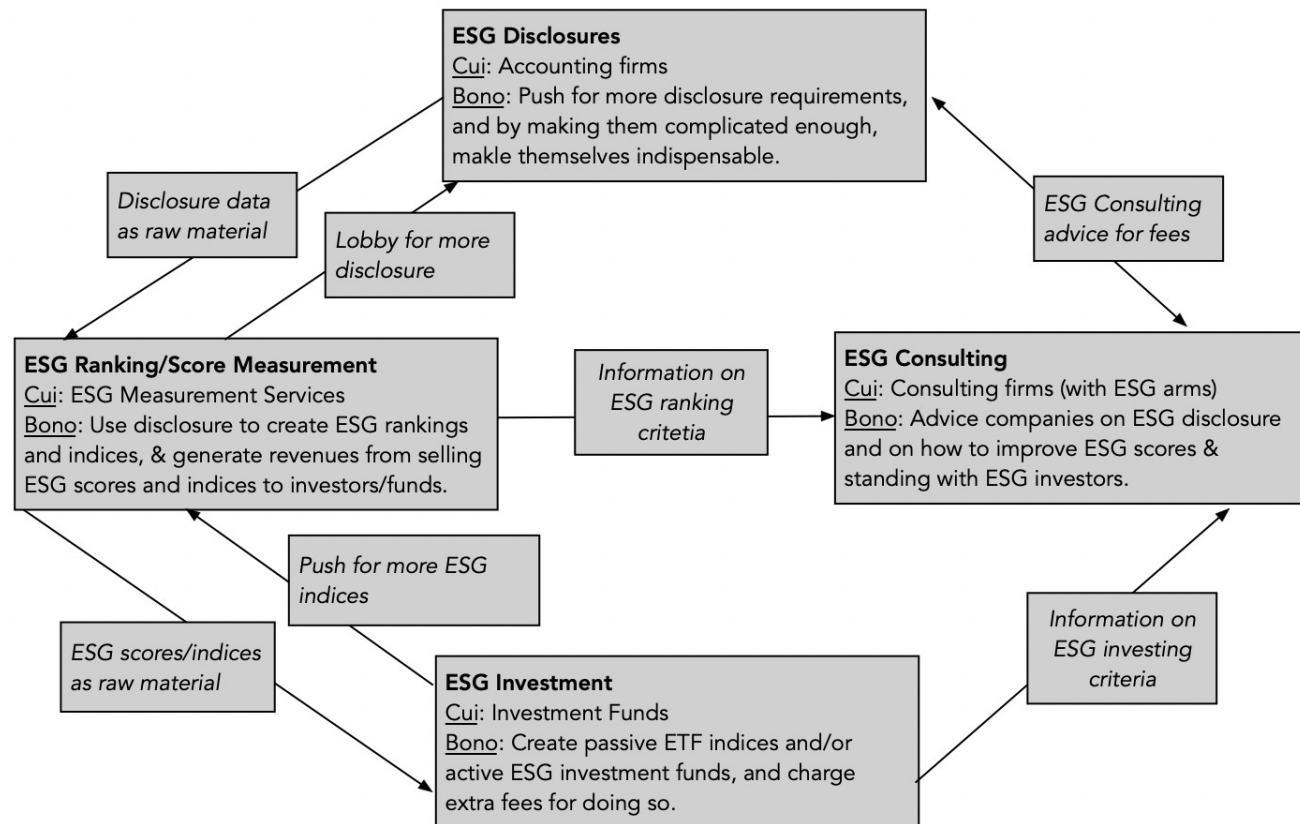 ESG Disclosures
Cui: Accounting firms
Bono: Push for more disclosure requirements,
and by making them complicated enough,
makle themselves indispensable.
Disclosure data
as raw material
Lobby for more
disclosure
ESG Consulting
advice for fees
ESG Ranking/Score Measurement
Cui: ESG Measurement Services
Bono: Use disclosure to create ESG rankings
and indices, & generate revenues from selling
ESG scores and indices to investors/funds.
Information on
ESG ranking
critetia
ESG Consulting
Cui: Consulting firms (with ESG arms)
Bono: Advice companies on ESG disclosure
and on how to improve ESG scores &
standing with ESG investors.
Push for more ESG
indices
ESG scores/indices
as raw material
Information on
ESG investing
criteria
ESG Investment
Cui: Investment Funds
Bono: Create passive ETF indices and/or
active ESG investment funds, and charge
extra fees for doing so.